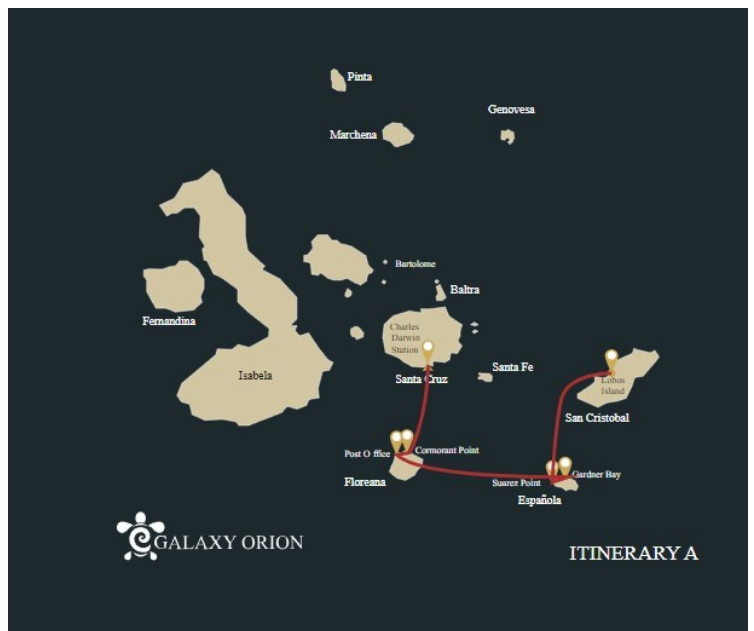 Pinta
Genovesa
Marchena
Bartolome
Baltra
Fernandina
Charles
Darwin
Station
Isabela
Santa Cruz
Santa Fe
Lobos
Island
San Cristobal
Post O ffice
Cormorant Point
Floreana
Suarez Point
Gardner Bay
Española
GALAXY ORION
ITINERARY A